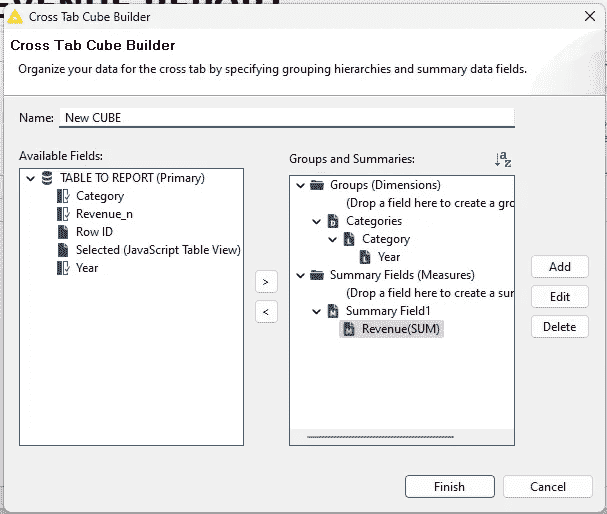 EVENUE REPORT
Cross Tab Cube Builder
Cross Tab Cube Builder
Organize your data for the cross tab by specifying grouping hierarchies and summary data fields.
Name: New CUBE
Available Fields:
TABLE TO REPORT (Primary)
Category
Revenue_n
Row ID
Selected (JavaScript Table View)
Year
>
<
Groups and Summaries:
a
z
Groups (Dimensions)
(Drop a field here to create a gro
Categories
Category
Year
Summary Fields (Measures)
(Drop a field here to create a sur
Summary Field1
Revenue(SUM)
Add
Edit
Delete
Finish
Cancel